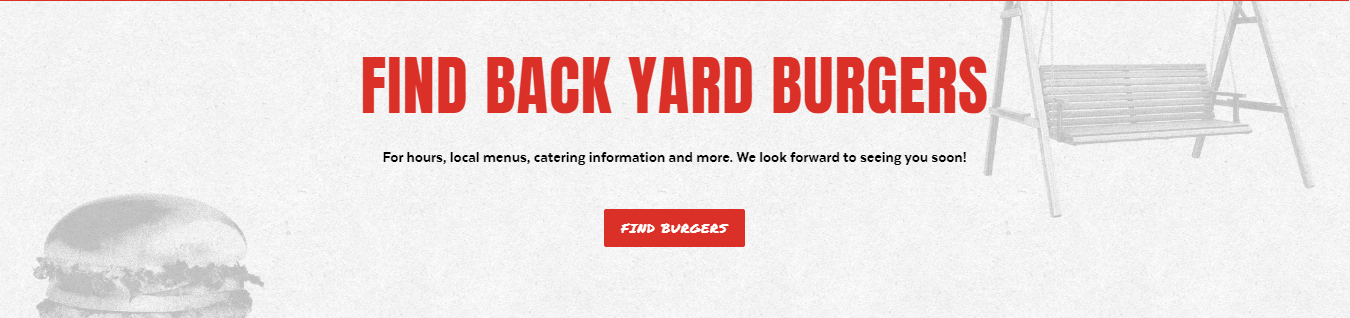 FIND BACK YARD BURGERS
For hours, local menus, catering information and more. We look forward to seeing you soon!
FIND BURGERS